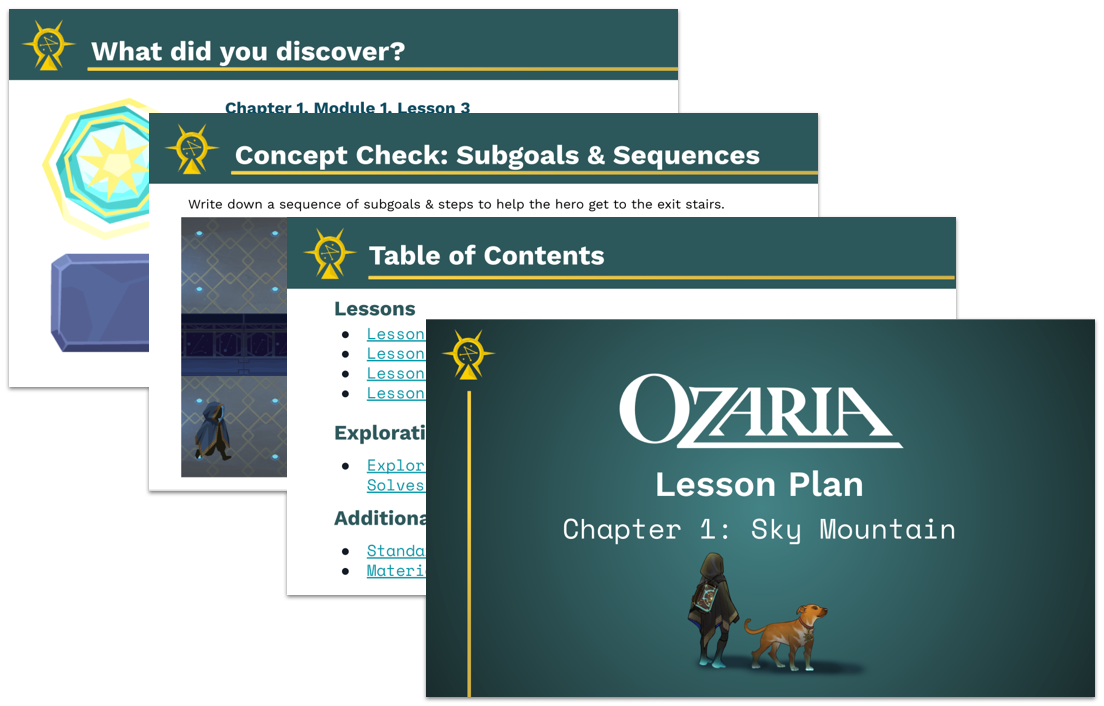 What did you discover?
Chapter 1, Module 1, Lesson 3
Concept Check: Subgoals & Sequences
Write down a sequence of subgoals & steps to help the hero get to the exit stairs.
Table of Contents
Lessons
Lesson
Lesson
Lesson
Lesson
Explorati
Explor
Solves
Additiona
Standa
Materi
OZARIA
Lesson Plan
Chapter 1: Sky Mountain